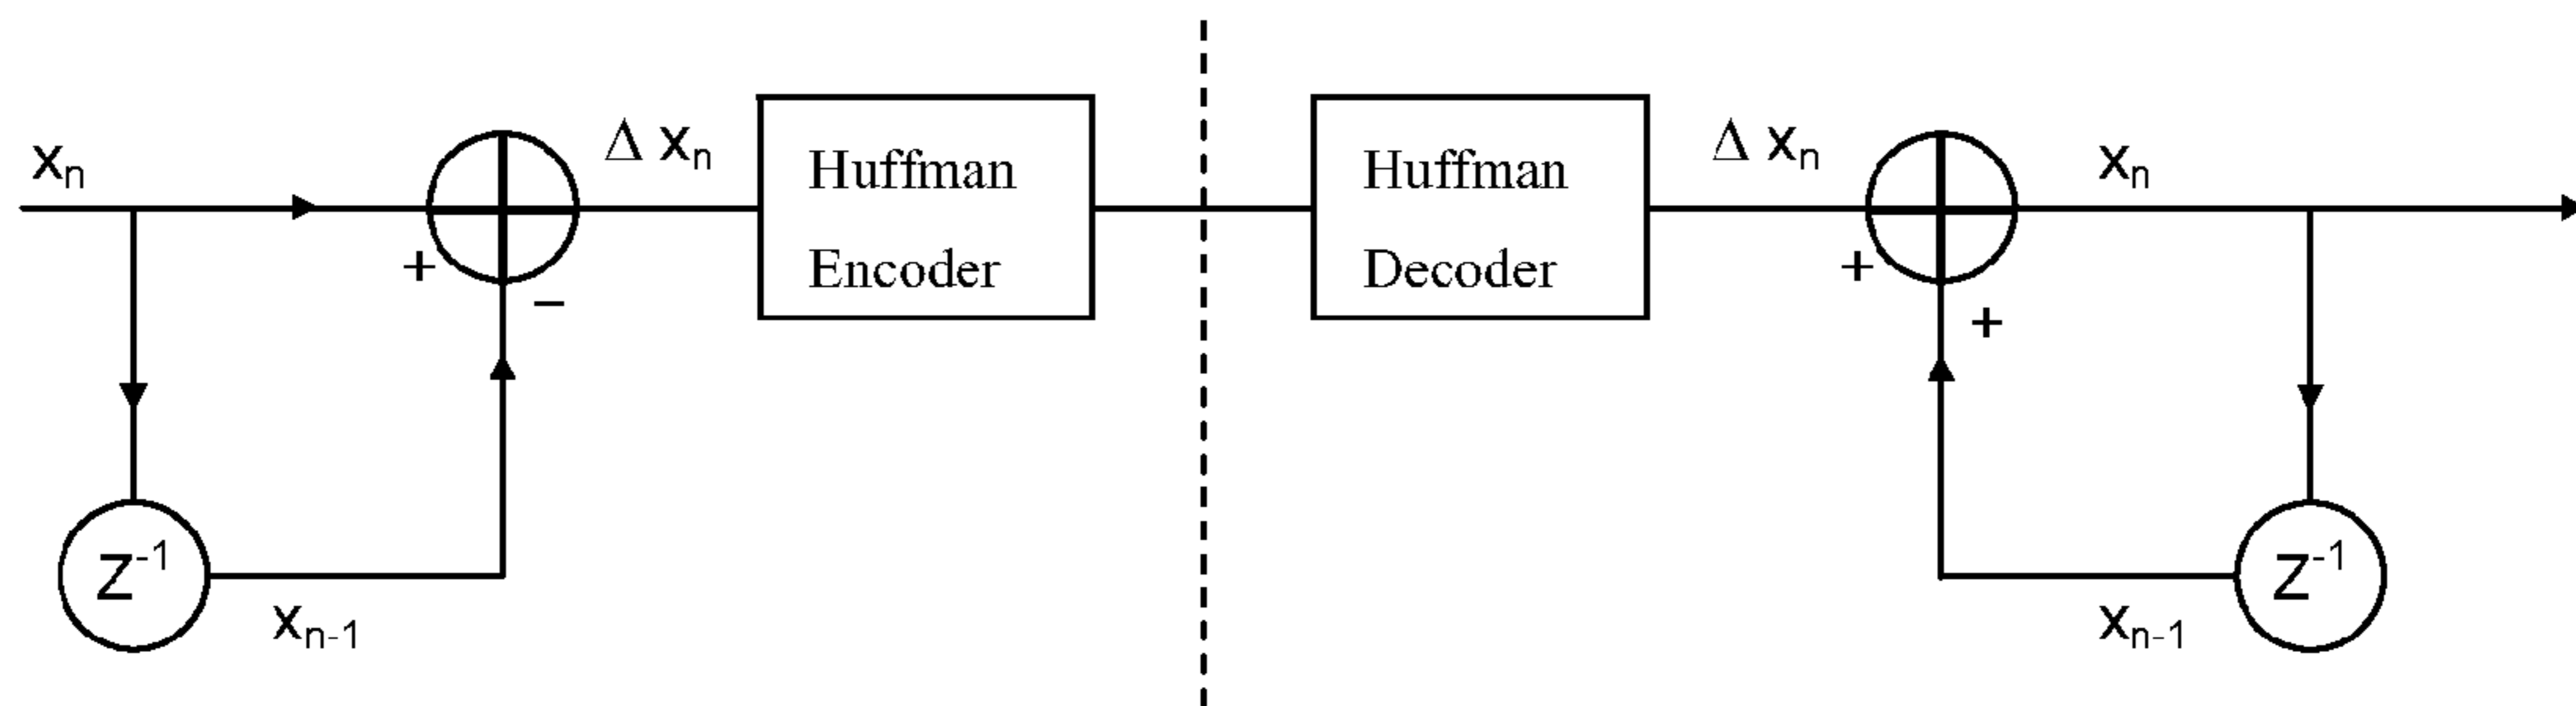 xₙ
+
−
Δ xₙ
Huffman
Encoder
Z⁻¹
xₙ₋₁
Huffman
Decoder
Δ xₙ
+
+
xₙ
Z⁻¹
xₙ₋₁